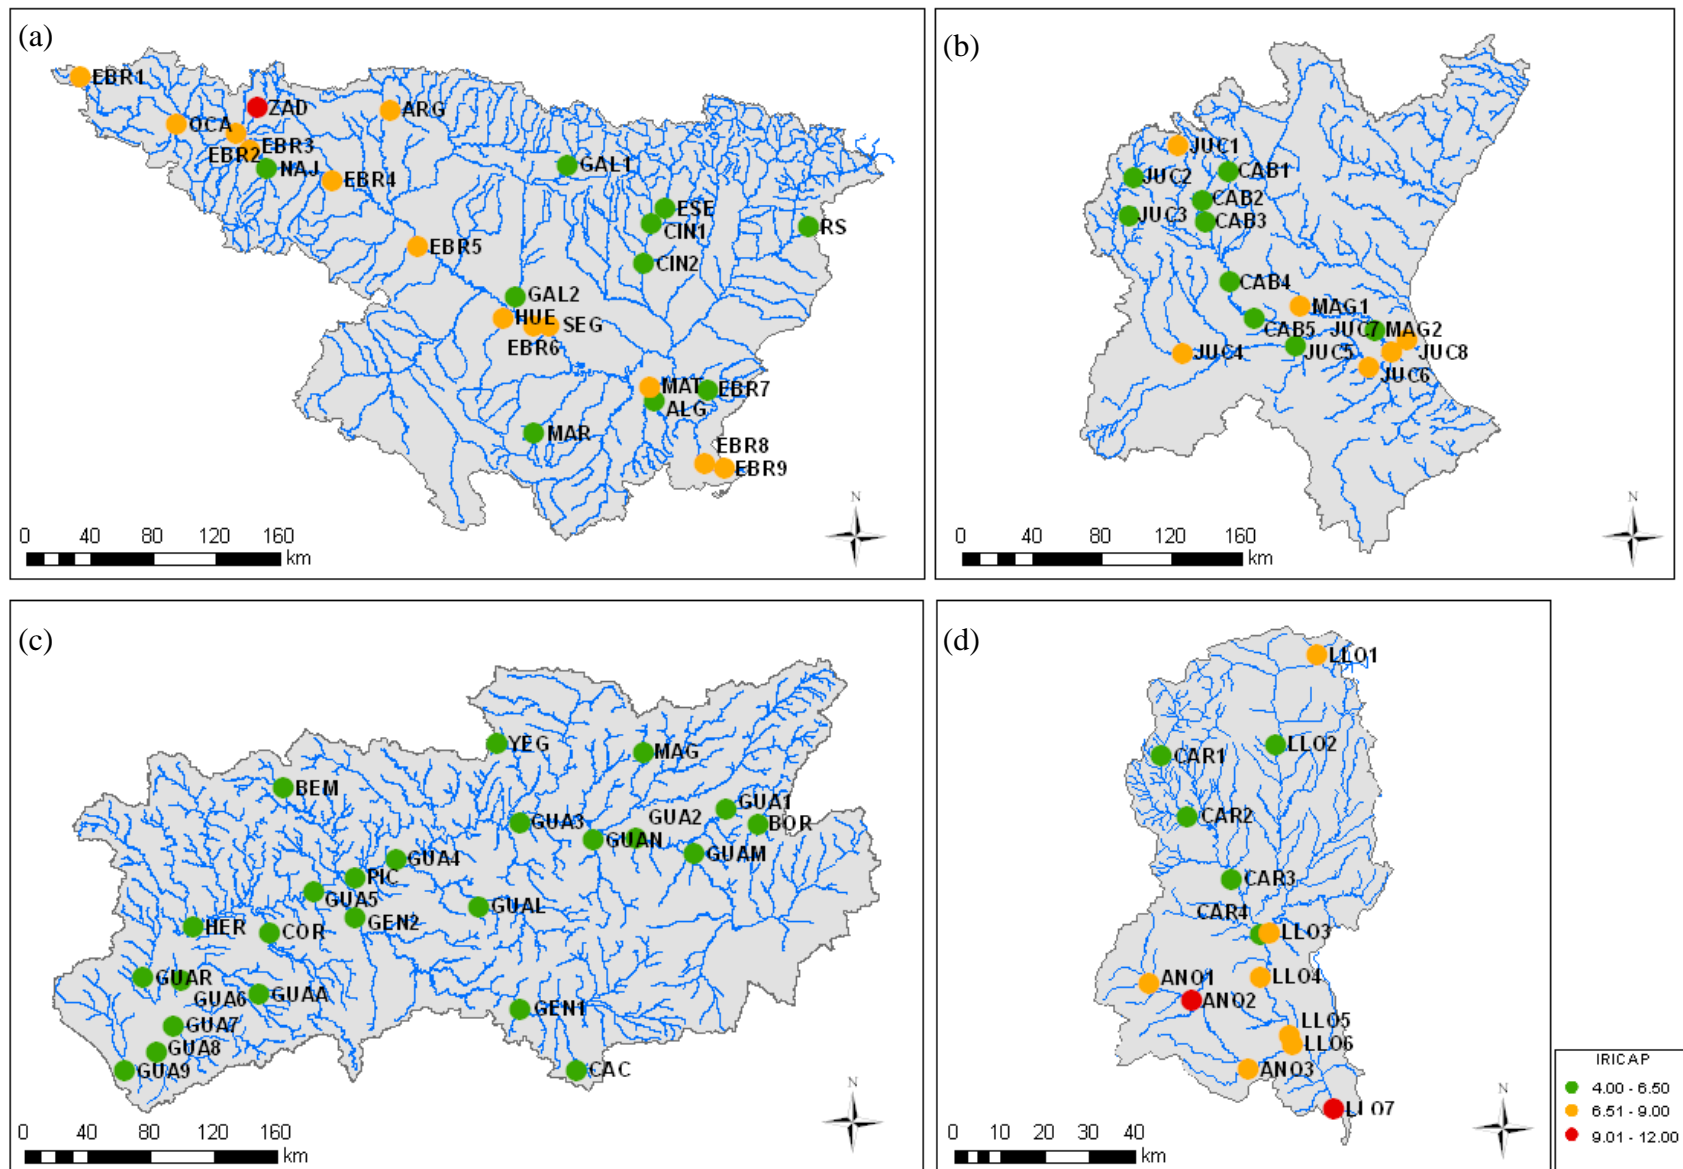 (a)
EBR1
ZAD
OCA
ARG
EBR3
EBR2
NAJ
EBR4
GAL1
ESE
CIN1
RS
EBR5
CIN2
GAL2
HUE
SEG
EBR6
MAT
EBR7
ALG
MAR
EBR8
EBR9
N
0 40 80 120 160
km
(b)
JUC1
CAB1
JUC2
CAB2
JUC3
CAB3
CAB4
MAG1
CAB5
JUC7
MAG2
JUC4
JUC5
JUC8
JUC6
N
0 40 80 120 160
km
(c)
YEG
MAG
BEM
GUA1
GUA2
GUA3
BOR
GUAN
GUAM
GUA4
PIC
GUA5
GUAL
GEN2
HER
COR
GUAR
GUA6
GUAA
GEN1
GUA7
GUA8
GUA9
CAC
N
0 40 80 120 160
km
(d)
LLO1
LLO2
CAR1
CAR2
CAR3
CAR4
LLO3
ANO1
LLO4
ANO2
LLO5
LLO6
ANO3
LLO7
N
0 10 20 30 40
km
IRICAP
4.00 - 6.50
6.51 - 9.00
9.01 - 12.00